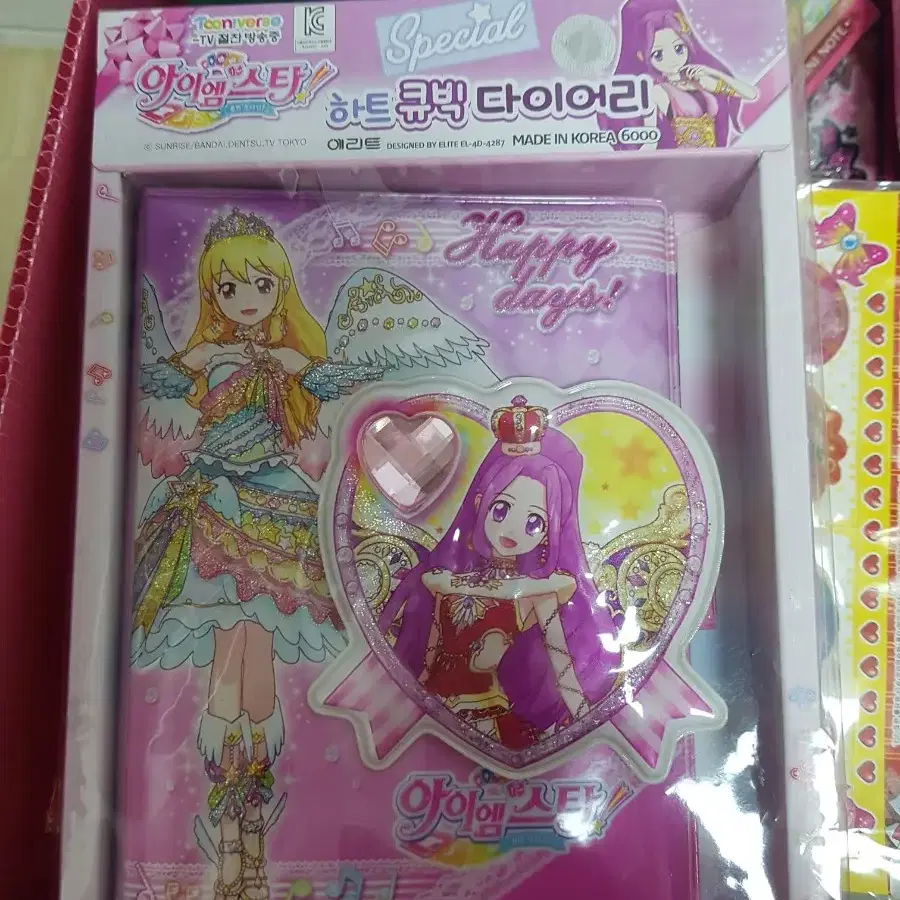 Tooniverse
-TV 절찬 방송중
Special
아이엠스타!
하트 큐빅 다이어리
© SUNRISE/BANDAI,DENTSU,TV TOKYO
예리트 DESIGNED BY ELITE EL-4D-4287 MADE IN KOREA 6000
Happy
days!
아이엠스타!
NOTE